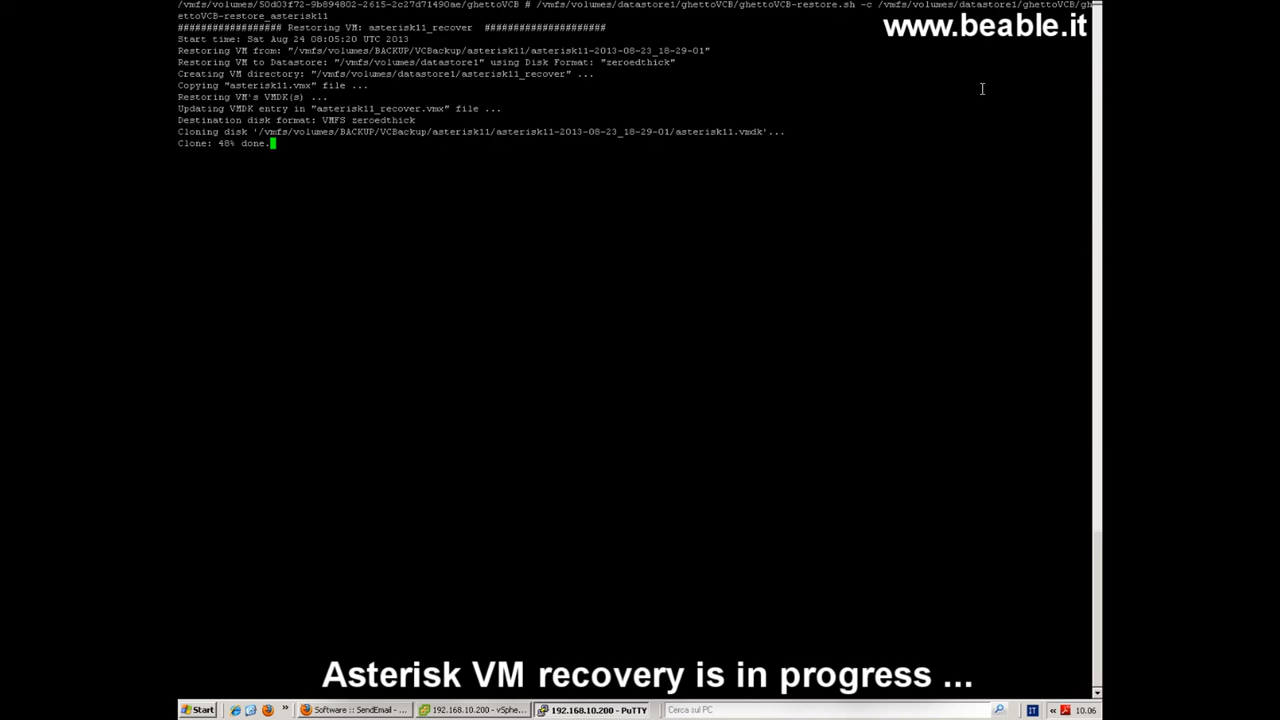 /vmfs/volumes/50d03f72-9b894802-2615-2c27d71490ae/ghettoVCB # /vmfs/volumes/datastore1/ghettoVCB/ghettoVCB-restore.sh -c /vmfs/volumes/datastore1/ghettoVCB/gh
ettoVCB-restore_asterisk11
www.beable.it
################## Restoring VM: asterisk11_recover  #####################
Start time: Sat Aug 24 08:05:20 UTC 2013
Restoring VM from: "/vmfs/volumes/BACKUP/VCBackup/asterisk11/asterisk11-2013-08-23_18-29-01"
Restoring VM to Datastore: "/vmfs/volumes/datastore1" using Disk Format: "zeroedthick"
Creating VM directory: "/vmfs/volumes/datastore1/asterisk11_recover" ...
Copying "asterisk11.vmx" file ...
Restoring VM's VMDK(s) ...
Updating VMDK entry in "asterisk11_recover.vmx" file ...
Destination disk format: VMFS zeroedthick
Cloning disk '/vmfs/volumes/BACKUP/VCBackup/asterisk11/asterisk11-2013-08-23_18-29-01/asterisk11.vmdk'...
Clone: 48% done.
Asterisk VM recovery is in progress ...
Start » Software :: SendEmail - ... 192.168.10.200 - vSphe... 192.168.10.200 - PuTTY Cerca sul PC IT « 10.06